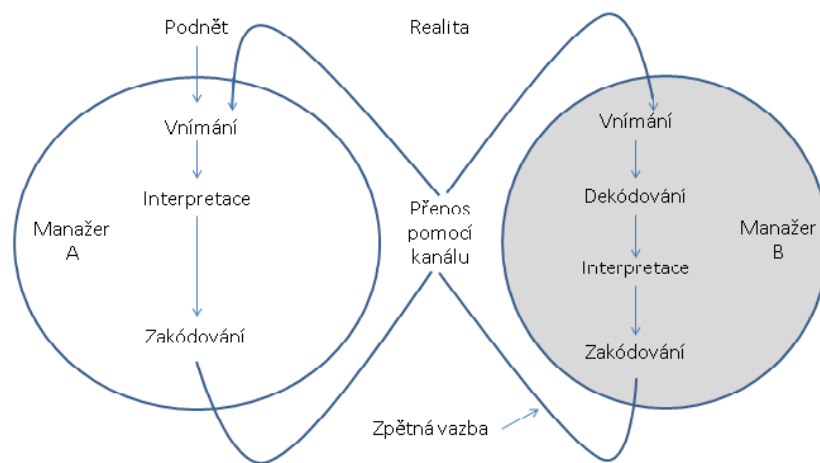 Podnět
Realita
Vnímání
Interpretace
Manažer
A
Zakódování
Přenos
pomocí
kanálu
Vnímání
Dekódování
Manažer
B
Interpretace
Zakódování
Zpětná vazba